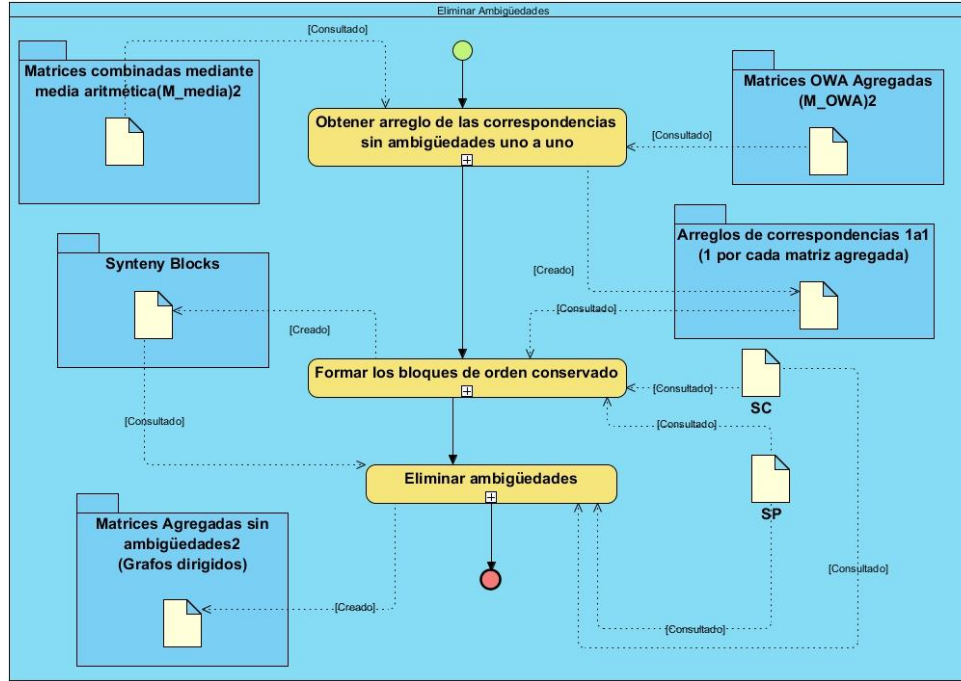 Eliminar Ambigüedades
[Consultado]
Matrices combinadas mediante
media aritmética(M_media)2
Matrices OWA Agregadas
(M_OWA)2
Obtener arreglo de las correspondencias
sin ambigüedades uno a uno
[Consultado]
Arreglos de correspondencias 1a1
(1 por cada matriz agregada)
Synteny Blocks
[Creado]
[Consultado]
[Creado]
Formar los bloques de orden conservado
[Consultado]
SC
[Consultado]
[Consultado]
Eliminar ambigüedades
SP
Matrices Agregadas sin
ambigüedades2
(Grafos dirigidos)
[Consultado]
[Creado]
[Consultado]